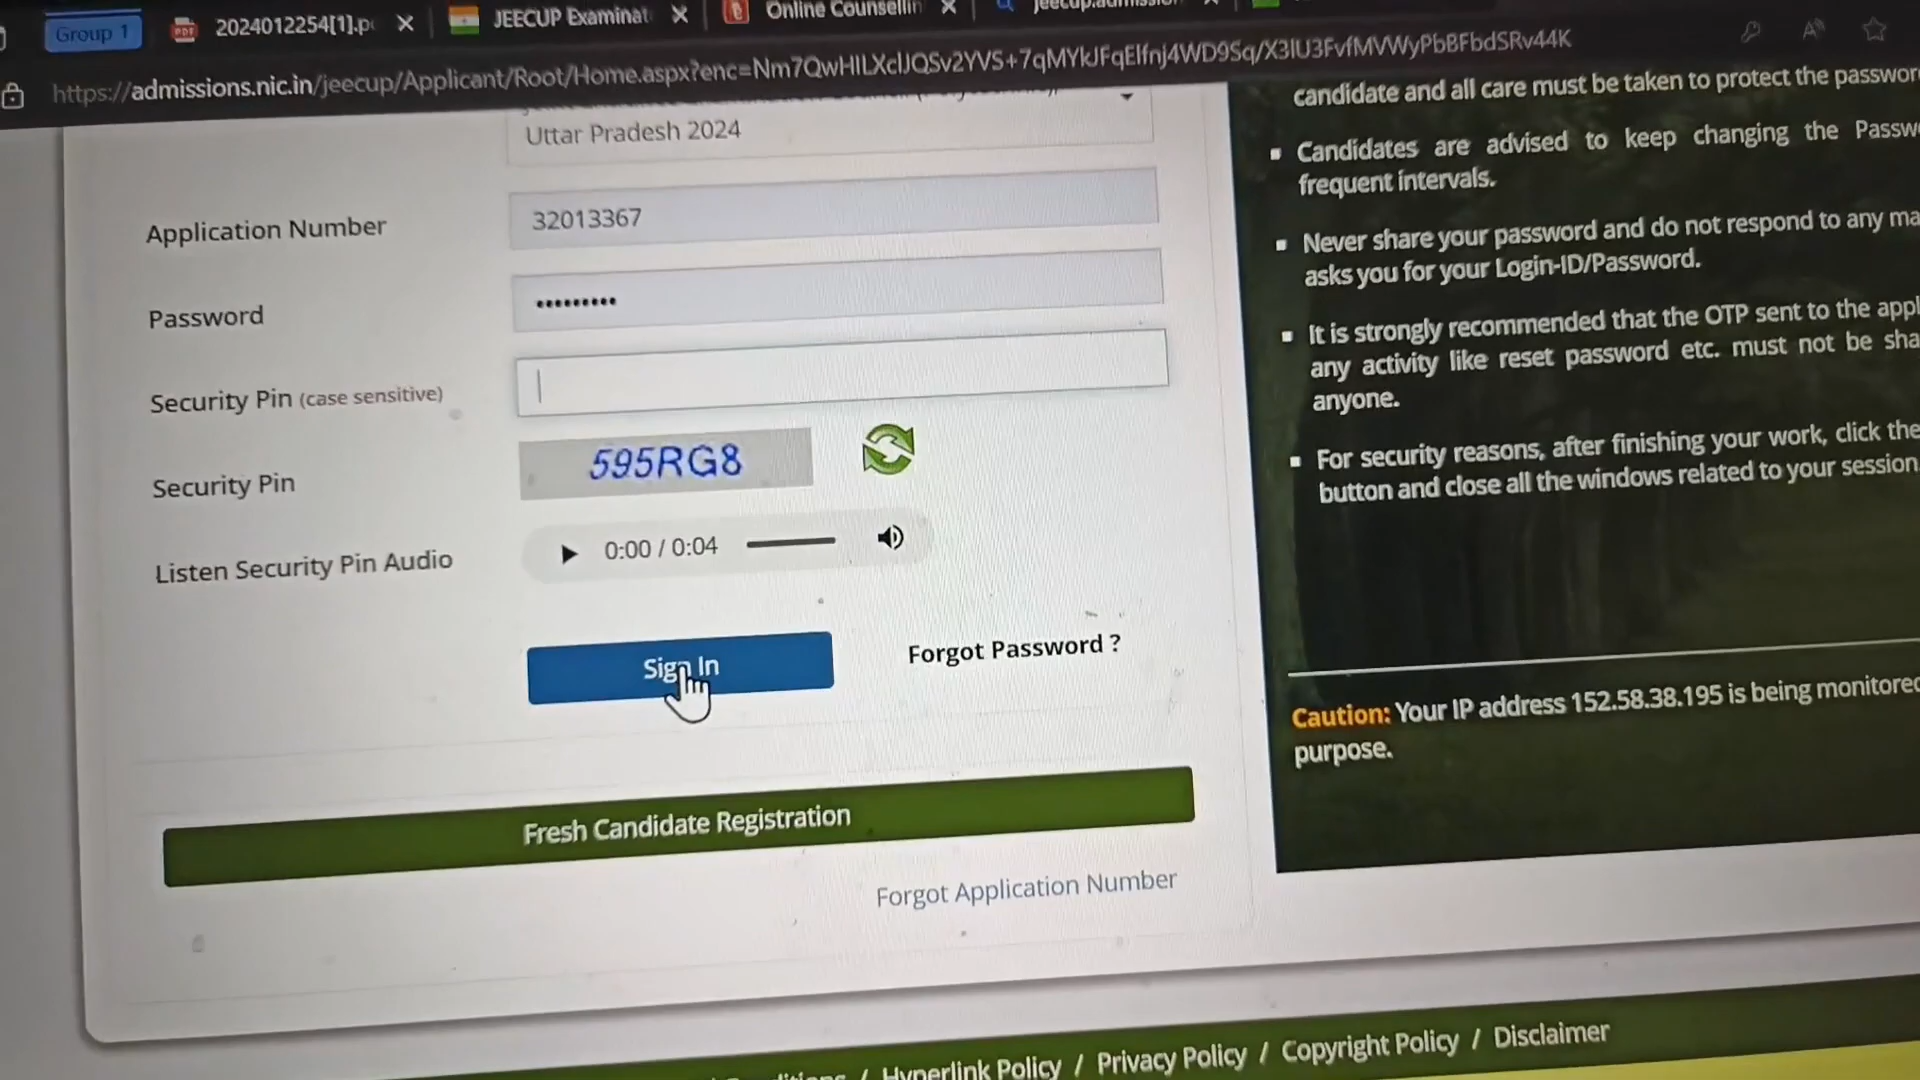 Group 1
2024012254[1].p
JEECUP Examinat
Online Counsellin
https://admissions.nic.in/jeecup/Applicant/Root/Home.aspx?enc=Nm7QwHILXclJQSv2YVS+7qMYkJFqElfnj4WD9Sq/X3IU3FvfMVWyPbBFbdSRv44K
Uttar Pradesh 2024
Application Number
32013367
Password
Security Pin (case sensitive)
Security Pin
595RG8
Listen Security Pin Audio
0:00 / 0:04
Sign In
Forgot Password ?
Fresh Candidate Registration
Forgot Application Number
candidate and all care must be taken to protect the passwor
Candidates are advised to keep changing the Passw
frequent intervals.
Never share your password and do not respond to any ma
asks you for your Login-ID/Password.
It is strongly recommended that the OTP sent to the appl
any activity like reset password etc. must not be sha
anyone.
For security reasons, after finishing your work, click the
button and close all the windows related to your session
Caution: Your IP address 152.58.38.195 is being monitored
purpose.
/ Hyperlink Policy / Privacy Policy / Copyright Policy / Disclaimer